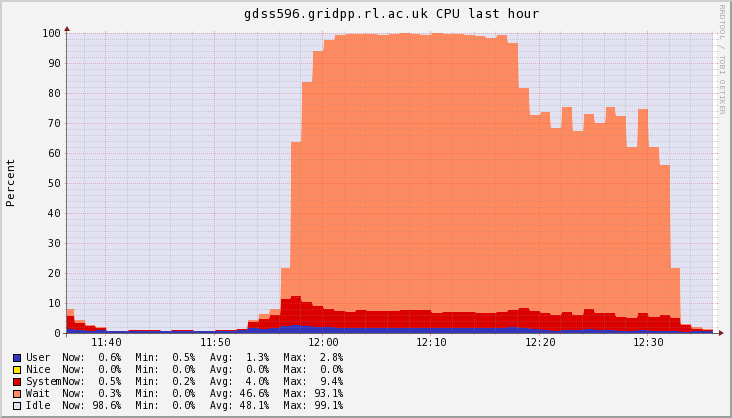 gdss596.gridpp.rl.ac.uk CPU last hour
RRDTOOL / TOBI OETIKER
Percent
100
90
80
70
60
50
40
30
20
10
0
11:40 11:50 12:00 12:10 12:20 12:30
User Now: 0.6% Min: 0.5% Avg: 1.3% Max: 2.8%
Nice Now: 0.0% Min: 0.0% Avg: 0.0% Max: 0.0%
System Now: 0.5% Min: 0.2% Avg: 4.0% Max: 9.4%
Wait Now: 0.3% Min: 0.0% Avg: 46.6% Max: 93.1%
Idle Now: 98.6% Min: 0.0% Avg: 48.1% Max: 99.1%